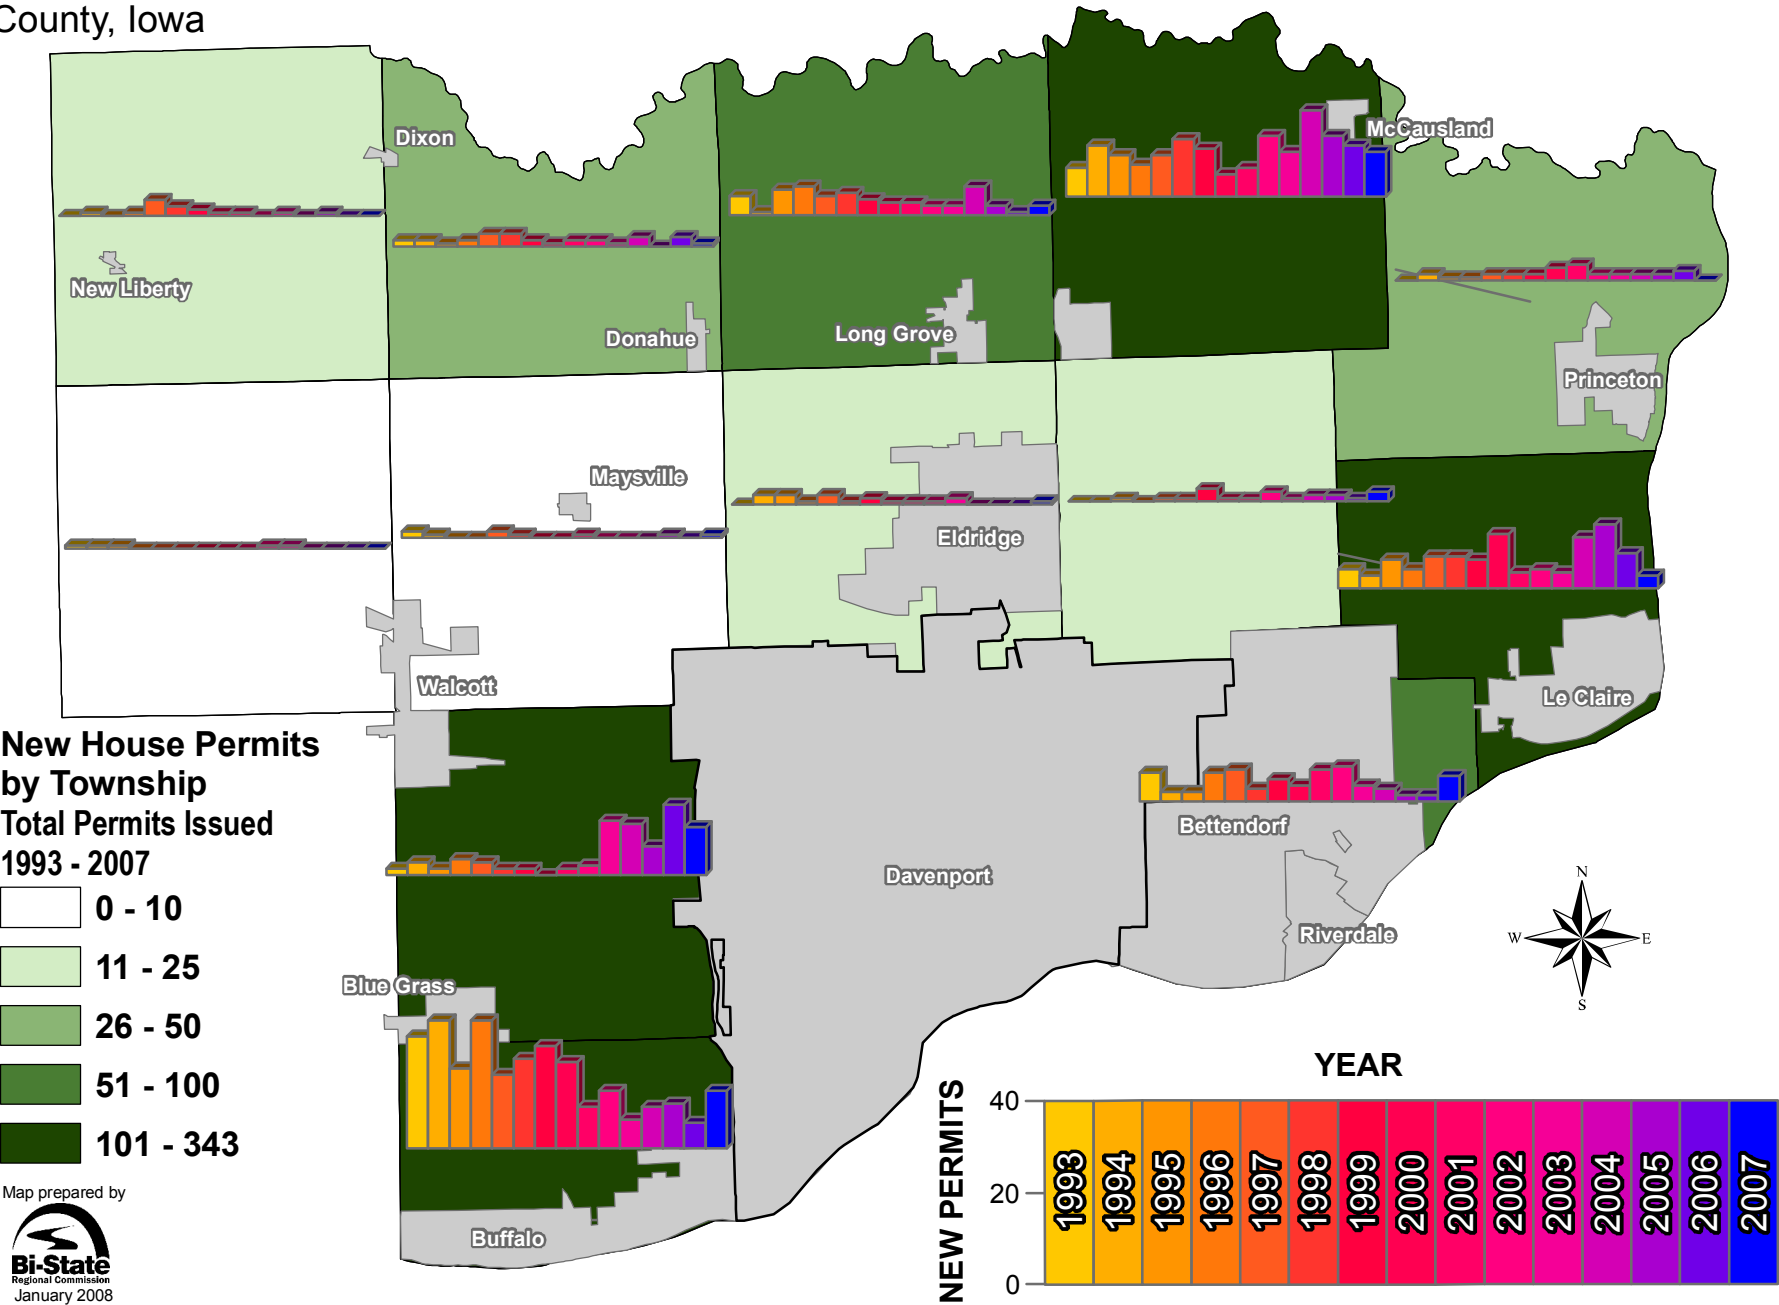 County, Iowa
Dixon
McCausland
New Liberty
Donahue
Long Grove
Princeton
Maysville
Eldridge
Walcott
Le Claire
New House Permits
by Township
Total Permits Issued
1993 - 2007
0 - 10
11 - 25
26 - 50
51 - 100
101 - 343
Bettendorf
Davenport
Riverdale
Blue Grass
Buffalo
N
W
E
S
Map prepared by
Bi-State
Regional Commission
January 2008
YEAR
NEW PERMITS
40
20
0
1993
1994
1995
1996
1997
1998
1999
2000
2001
2002
2003
2004
2005
2006
2007